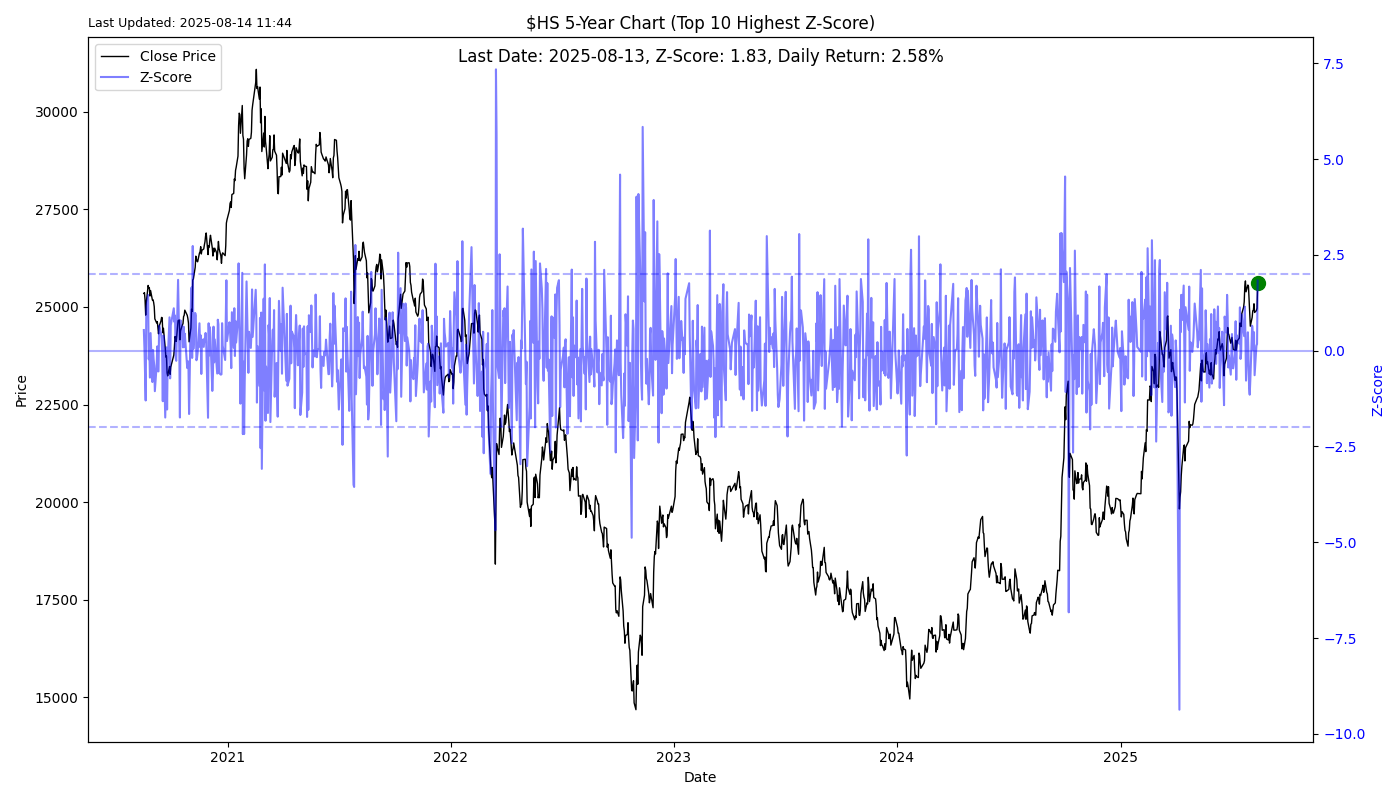 Last Updated: 2025-08-14 11:44
$HS 5-Year Chart (Top 10 Highest Z-Score)
Last Date: 2025-08-13, Z-Score: 1.83, Daily Return: 2.58%
Close Price
Z-Score
30000
27500
25000
22500
20000
17500
15000
Price
7.5
5.0
2.5
0.0
−2.5
−5.0
−7.5
−10.0
Z-Score
2021
2022
2023
2024
2025
Date